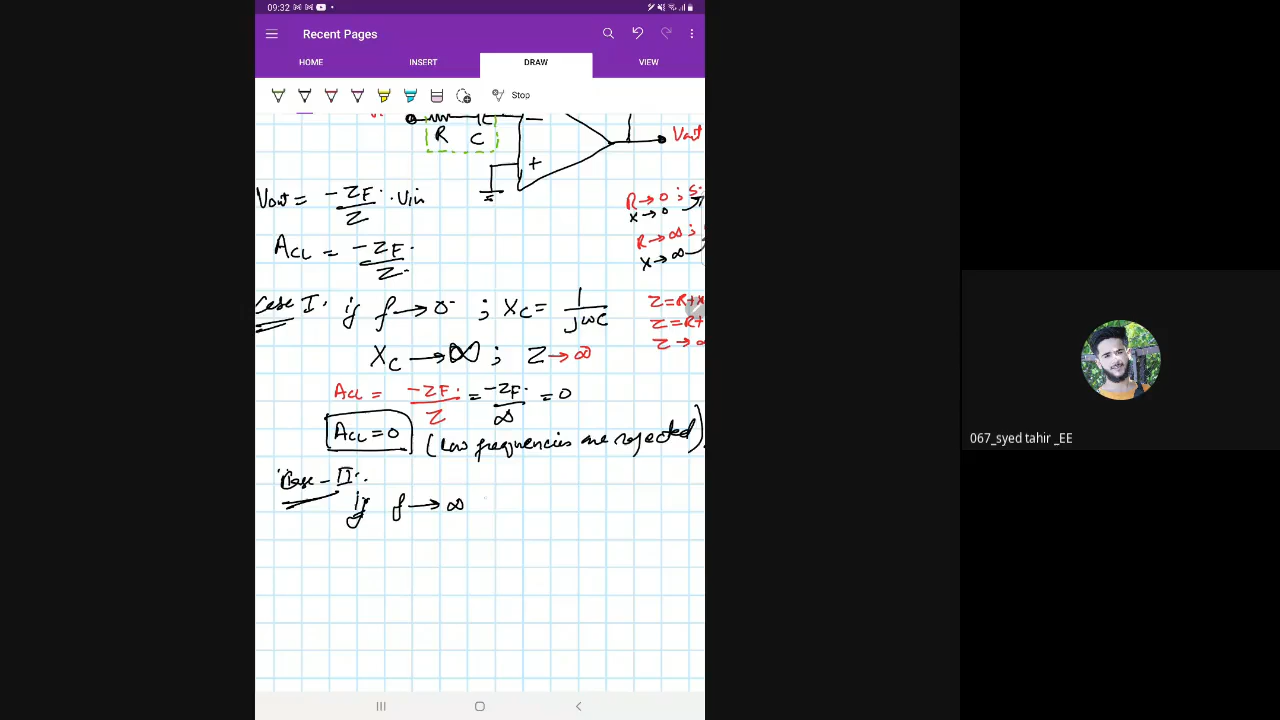 09:32
Recent Pages
HOME INSERT DRAW VIEW
Stop
R C
−
+
Vout
Vout = −ZF/Z · Vin
R→0 ;
X→0
ACL = −ZF/Z
R→∞ ;
X→∞
Case I: if f→0 ; XC = 1/jωC
Z=R+
Z=R+
Z→∞
XC→∞ ; Z→∞
ACL = −ZF/Z = −ZF/∞ = 0
ACL=0 (Low frequencies are rejected)
Case-II:
if f→∞
067_syed tahir _EE